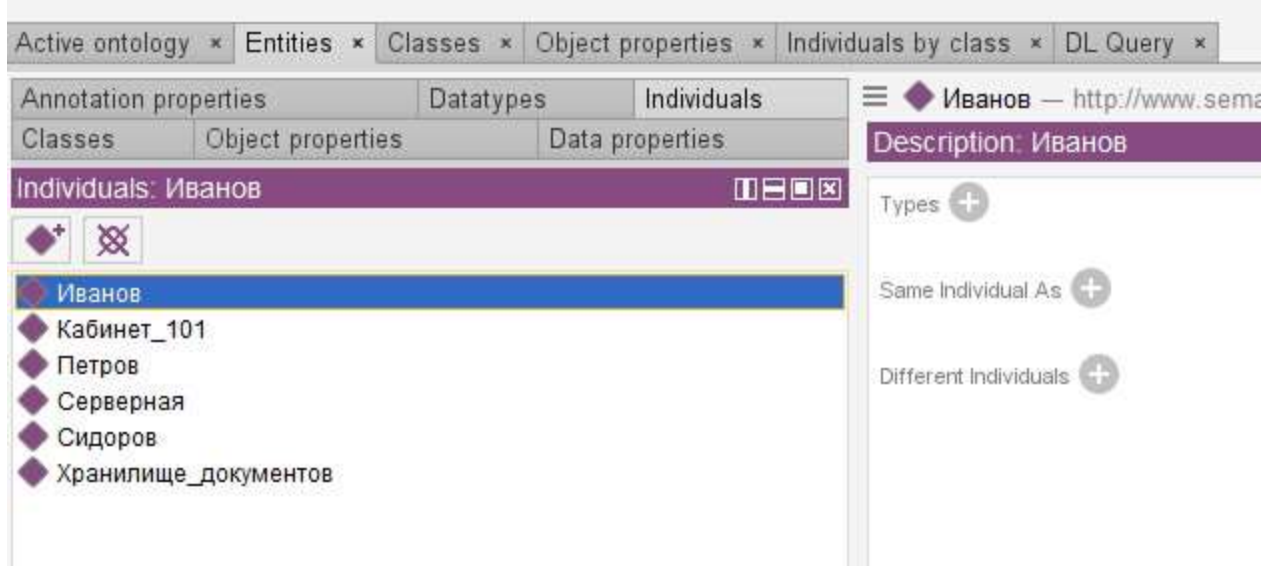 Active ontology × Entities × Classes × Object properties × Individuals by class × DL Query ×
Annotation properties Datatypes Individuals
Classes Object properties Data properties
Individuals: Иванов
Иванов
Кабинет_101
Петров
Серверная
Сидоров
Хранилище_документов
Иванов — http://www.sema
Description: Иванов
Types
Same Individual As
Different Individuals